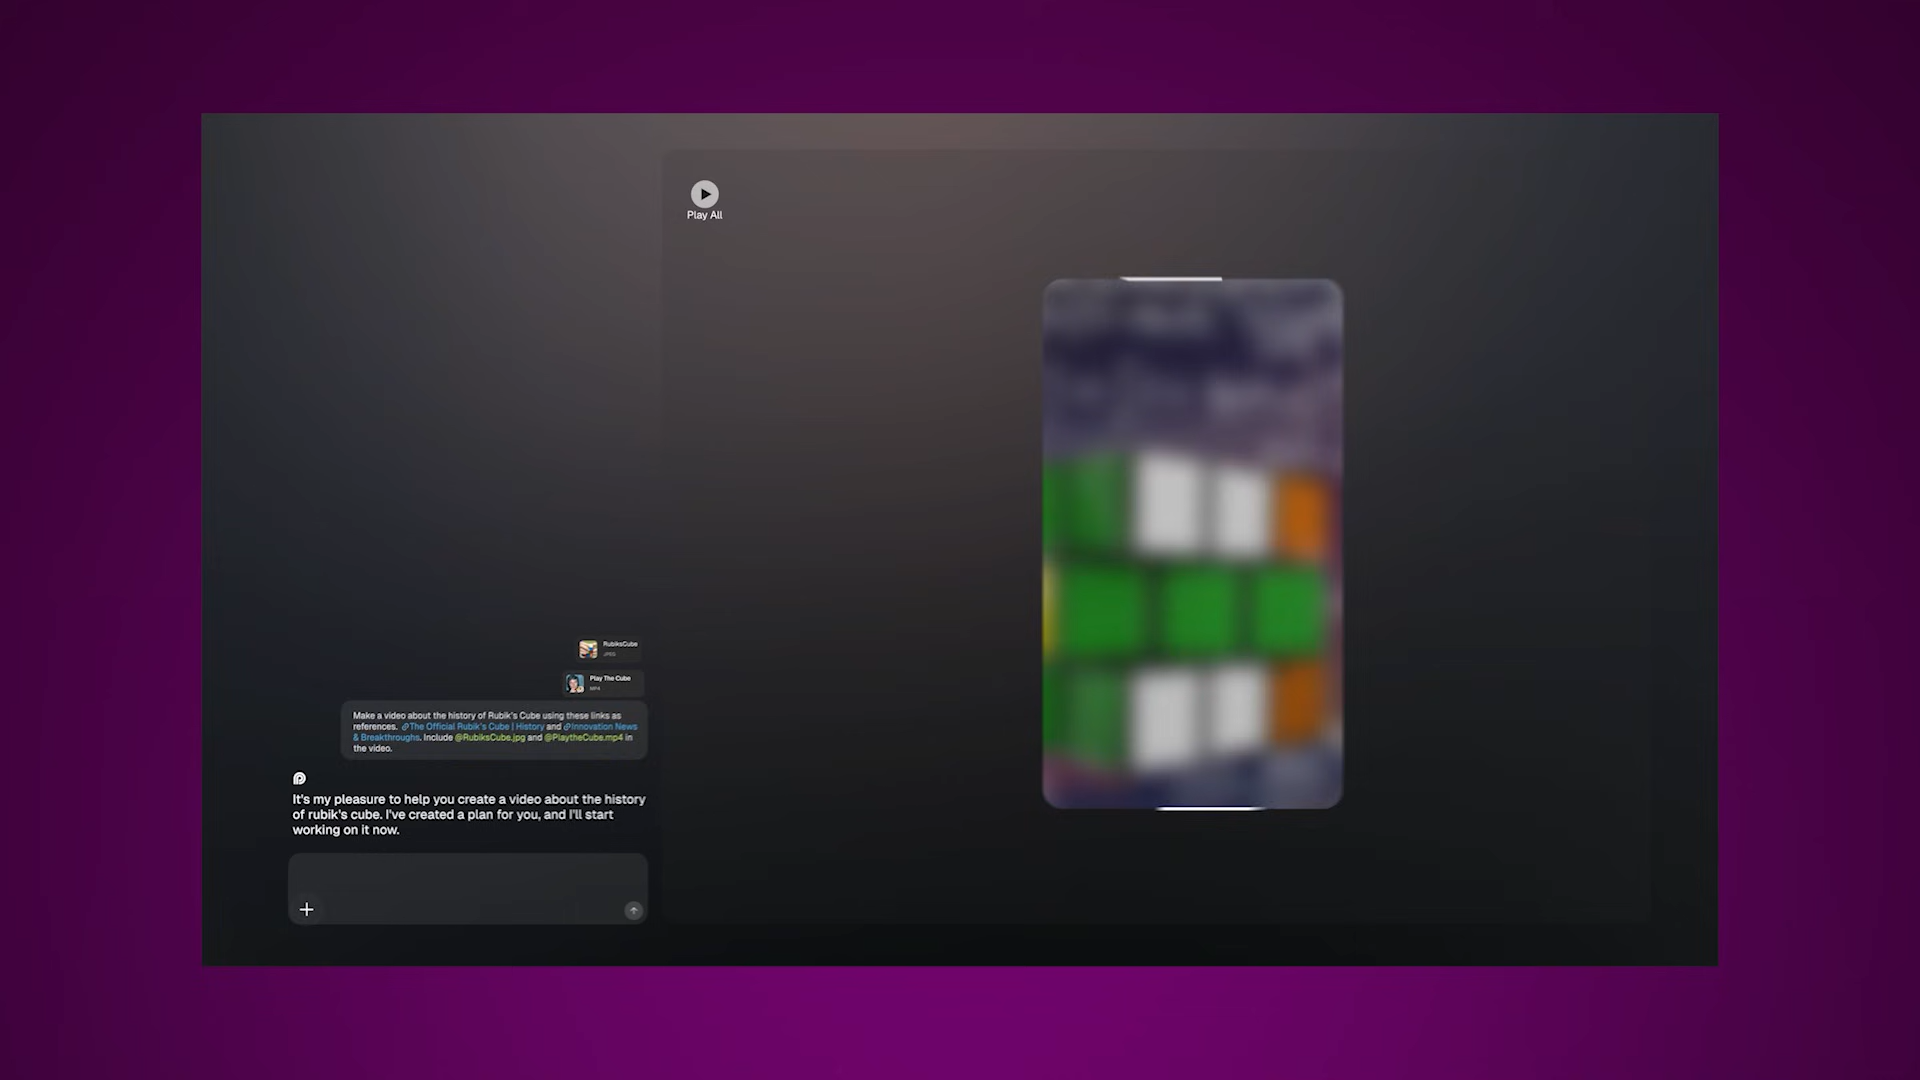 Play All
RubiksCube
JPEG
Play The Cube
MP4
Make a video about the history of Rubik's Cube using these links as
references. The Official Rubik's Cube | History and Innovation News
& Breakthroughs. Include @RubiksCube.jpg and @PlaytheCube.mp4 in
the video.
It's my pleasure to help you create a video about the history
of rubik's cube. I've created a plan for you, and I'll start
working on it now.